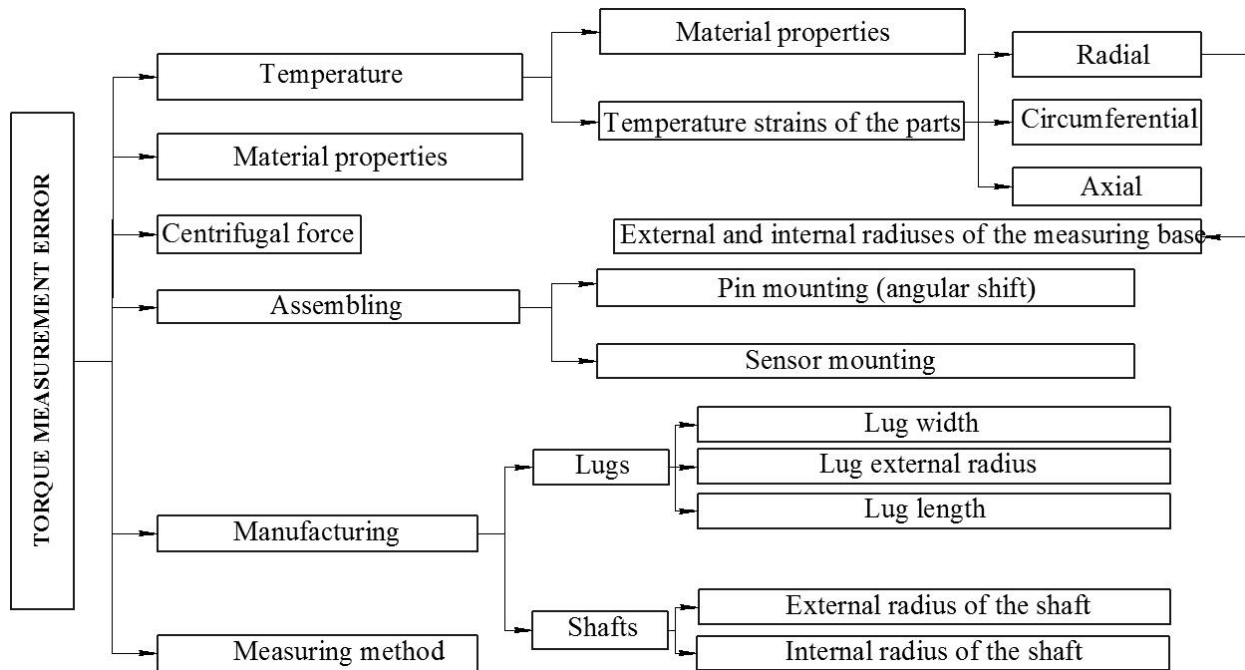 TORQUE MEASUREMENT ERROR
Temperature
Material properties
Temperature strains of the parts
Radial
Circumferential
Axial
External and internal radiuses of the measuring base
Material properties
Centrifugal force
Assembling
Pin mounting (angular shift)
Sensor mounting
Manufacturing
Lugs
Lug width
Lug external radius
Lug length
Shafts
External radius of the shaft
Internal radius of the shaft
Measuring method